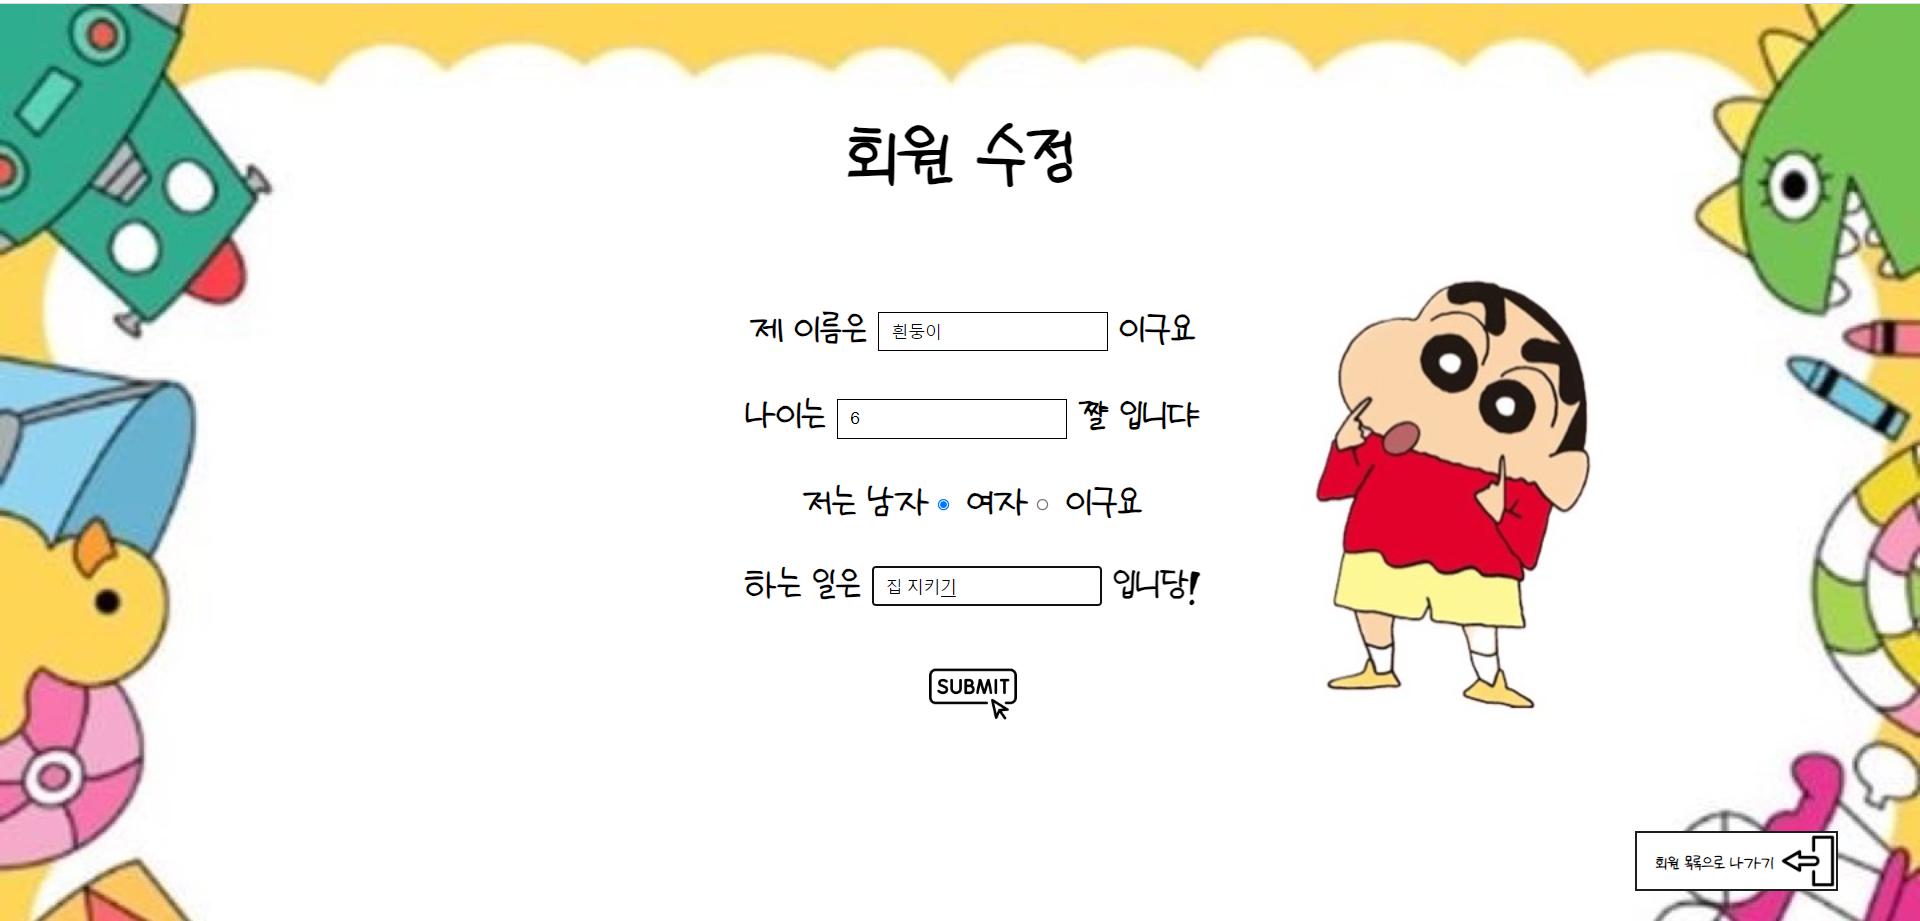 회원 수정
제 이름은 흰둥이 이구요
나이는 6 짤 입니댜
저는 남자 여자 이구요
하는 일은 집 지키기 입니당!
SUBMIT
회원 목록으로 나가기